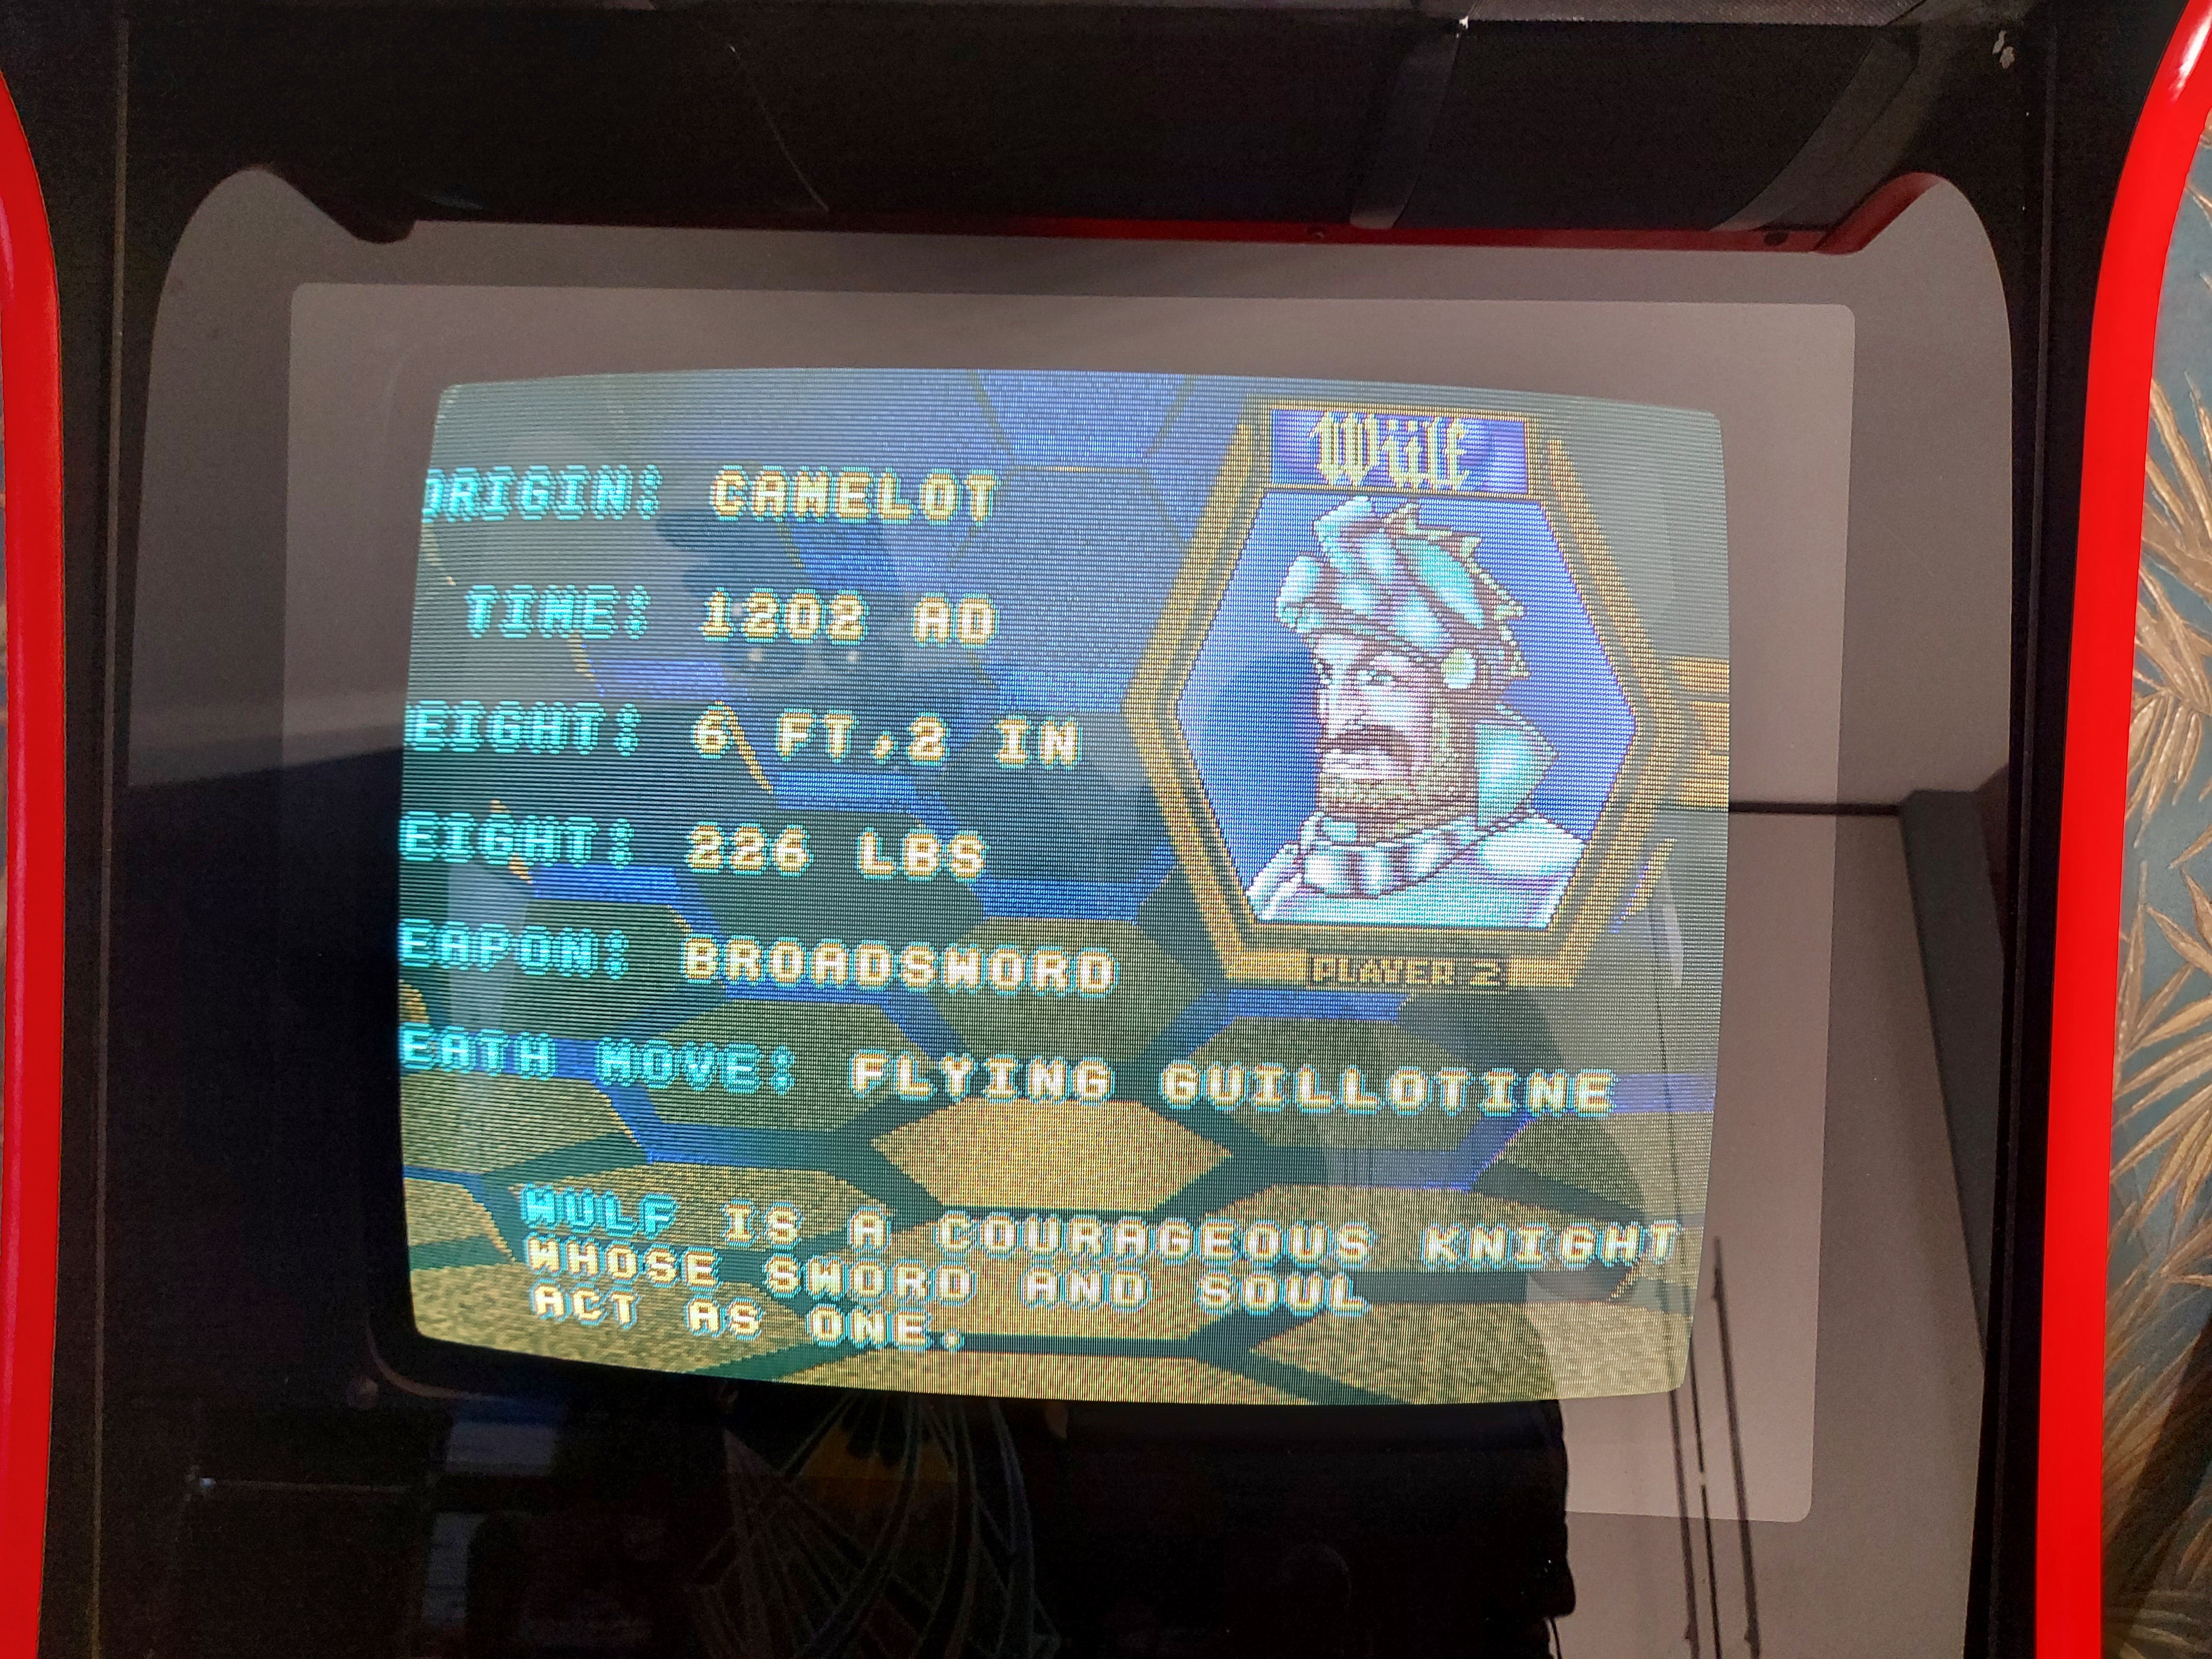 Wülf
ORIGIN: CAMELOT
TIME: 1202 AD
EIGHT: 6 FT,2 IN
EIGHT: 226 LBS
EAPON: BROADSWORD
PLAYER 2
EATH MOVE: FLYING GUILLOTINE
WULF IS A COURAGEOUS KNIGHT
WHOSE SWORD AND SOUL
ACT AS ONE.